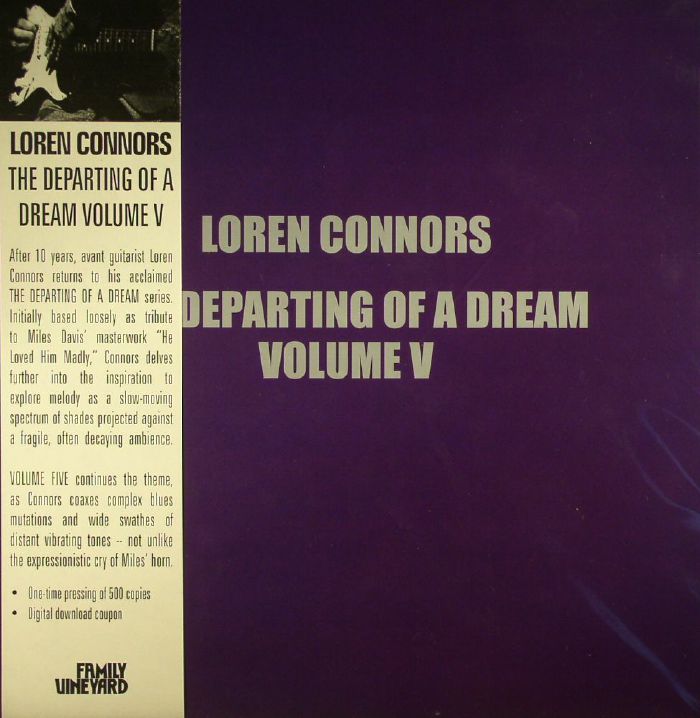 LOREN CONNORS
THE DEPARTING OF A
DREAM VOLUME V
After 10 years, avant guitarist Loren
Connors returns to his acclaimed
THE DEPARTING OF A DREAM series.
Initially based loosely as tribute
to Miles Davis' masterwork "He
Loved Him Madly," Connors delves
further into the inspiration to
explore melody as a slow-moving
spectrum of shades projected against
a fragile, often decaying ambience.
VOLUME FIVE continues the theme,
as Connors coaxes complex blues
mutations and wide swathes of
distant vibrating tones -- not unlike
the expressionistic cry of Miles' horn.
• One-time pressing of 500 copies
• Digital download coupon
FAMILY
VINEYARD
LOREN CONNORS
DEPARTING OF A DREAM
VOLUME V